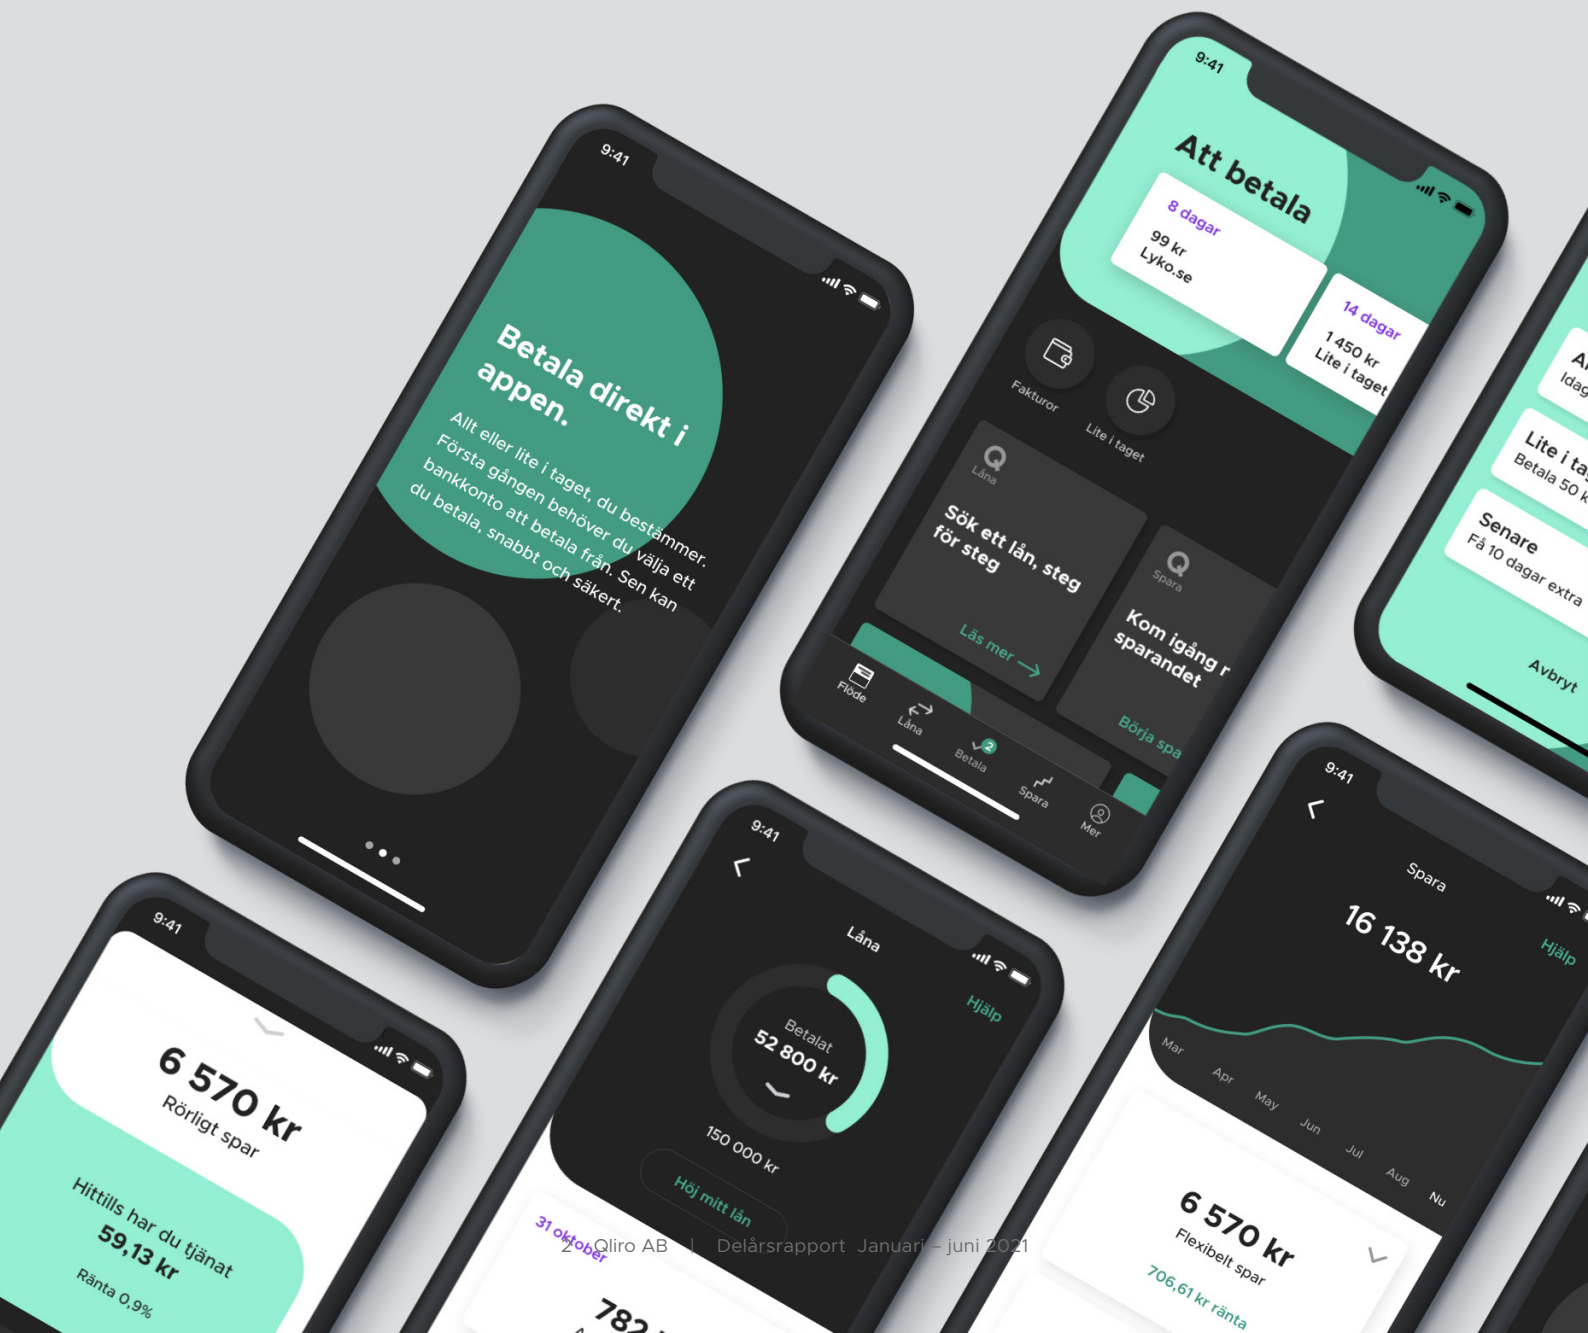 9:41
Betala direkt i
appen.
Allt eller lite i taget, du bestämmer.
Första gången behöver du välja ett
bankkonto att betala från. Sen kan
du betala, snabbt och säkert.
9:41
Att betala
8 dagar
99 kr
Lyko.se
14 dagar
1 450 kr
Lite i taget
Fakturor
Lite i taget
Q
Låna
Sök ett lån, steg
för steg
Läs mer →
Q
Spara
Kom igång
sparandet
Börja
Flöde
Låna
2
Betala
Spara
Mer
Lite i
Betala 50
Senare
Få 10 dagar extra
Avbryt
9:41
6 570 kr
Rörligt spar
Hittills har du tjänat
59,13 kr
Ränta 0,9%
9:41
Låna
Hjälp
Betalat
52 800 kr
150 000 kr
Höj mitt lån
31 oktober
782
9:41
Spara
16 138 kr
Hjälp
Mar
Apr
May
Jun
Jul
Aug
Nu
6 570 kr
Flexibelt spar
706,61 kr ränta
2 Qliro AB | Delårsrapport Januari – juni 2021